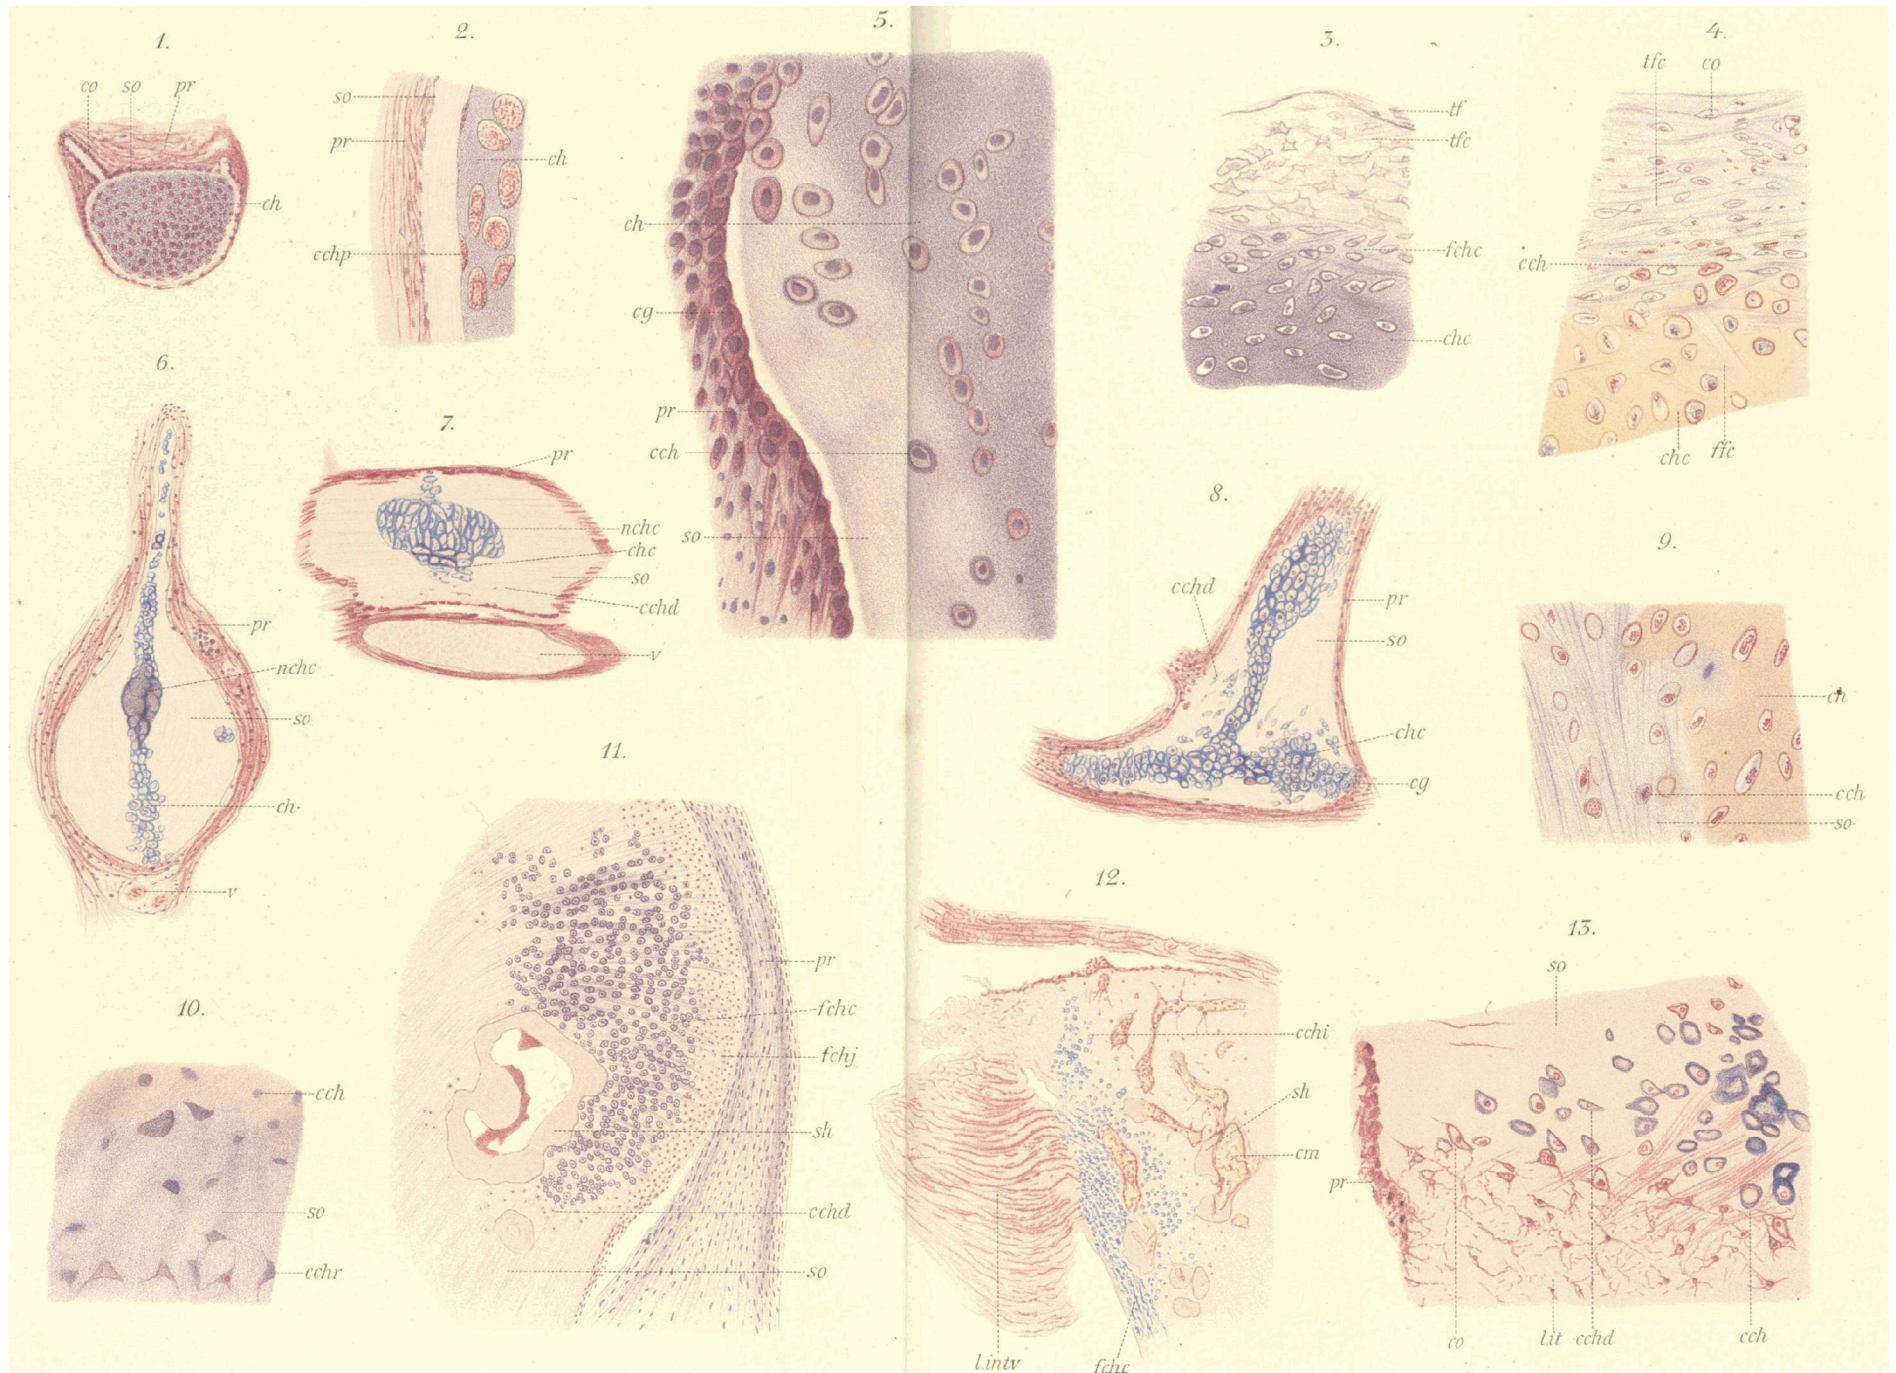 1.
co so pr
ch
2.
so
pr
ch
cchp
5.
ch
cg
pr
cch
so
3.
tf
tfc
fchc
chc
4.
tfc co
cch
chc ffc
6.
pr
nchc
so
ch.
v
7.
pr
nchc
chc
so
cchd
v
8.
cchd
pr
so
chc
cg
9.
ch
cch
so.
10.
cch
so
cchr
11.
pr
fchc
fchj
sh
cchd
so
12.
cchi
sh
cm
l.intv fchc
13.
so
pr
co l.it cchd cch